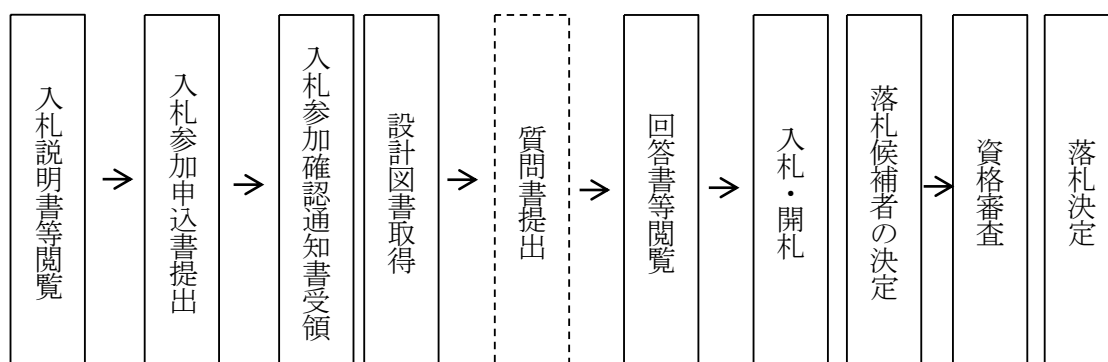 入札説明書等閲覧
入札参加申込書提出
入札参加確認通知書受領
設計図書取得
質問書提出
回答書等閲覧
入札・開札
落札候補者の決定
資格審査
落札決定